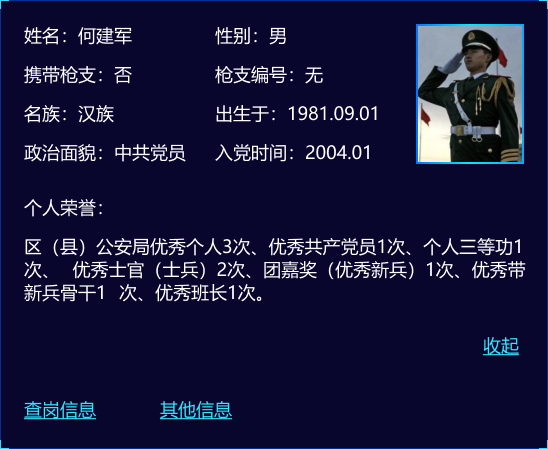 姓名：何建军 性别：男
携带枪支：否 枪支编号：无
名族：汉族 出生于：1981.09.01
政治面貌：中共党员 入党时间：2004.01
个人荣誉：
区（县）公安局优秀个人3次、优秀共产党员1次、个人三等功1
次、 优秀士官（士兵）2次、团嘉奖（优秀新兵）1次、优秀带
新兵骨干1 次、优秀班长1次。
收起
查岗信息 其他信息